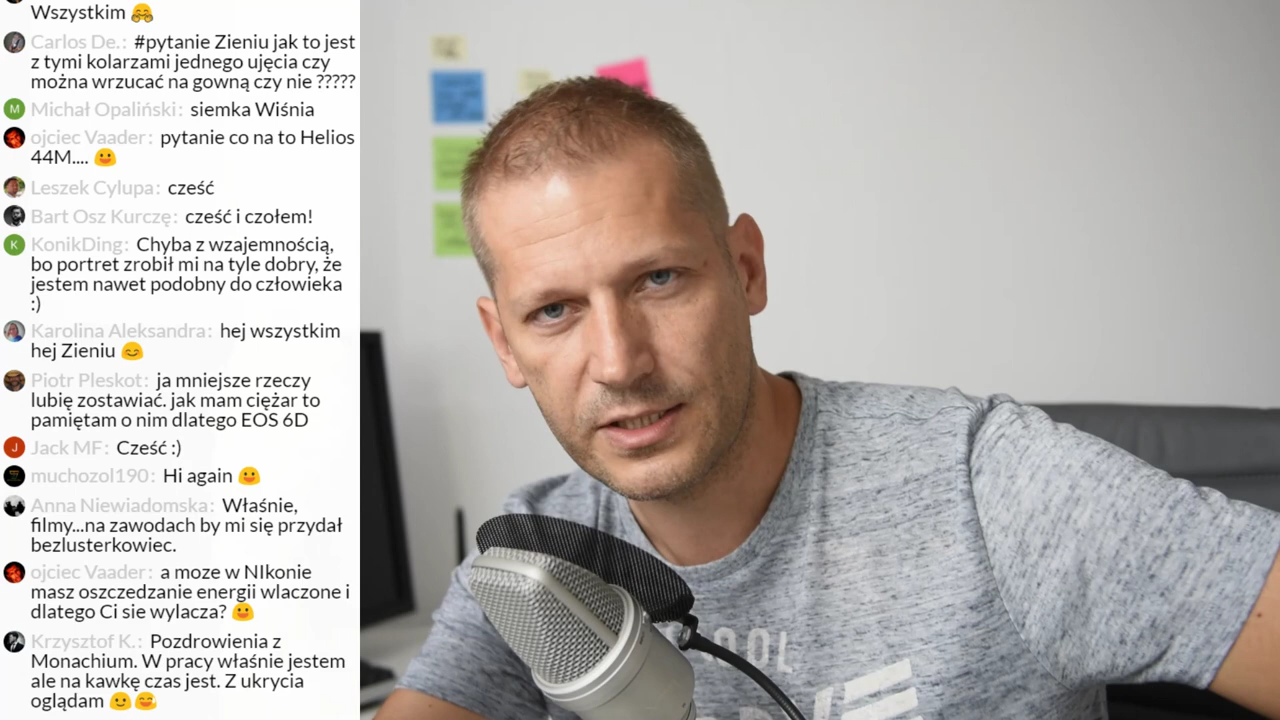 Wszystkim 🤗
Carlos De.: #pytanie Zieniu jak to jest
z tymi kolarzami jednego ujęcia czy
można wrzucać na gowną czy nie ?????
M Michał Opaliński: siemka Wiśnia
ojciec Vaader: pytanie co na to Helios
44M.... 😀
Leszek Cylupa: cześć
Bart Osz Kurczę: cześć i czołem!
K KonikDing: Chyba z wzajemnością,
bo portret zrobił mi na tyle dobry, że
jestem nawet podobny do człowieka
:)
Karolina Aleksandra: hej wszystkim
hej Zieniu 😊
Piotr Pleskot: ja mniejsze rzeczy
lubię zostawiać. jak mam ciężar to
pamiętam o nim dlatego EOS 6D
J Jack MF: Cześć :)
muchozol190: Hi again 😀
Anna Niewiadomska: Właśnie,
filmy...na zawodach by mi się przydał
bezlusterkowiec.
ojciec Vaader: a moze w NIkonie
masz oszczedzanie energii wlaczone i
dlatego Ci sie wylacza? 😀
Krzysztof K.: Pozdrowienia z
Monachium. W pracy właśnie jestem
ale na kawkę czas jest. Z ukrycia
oglądam 🙂😄